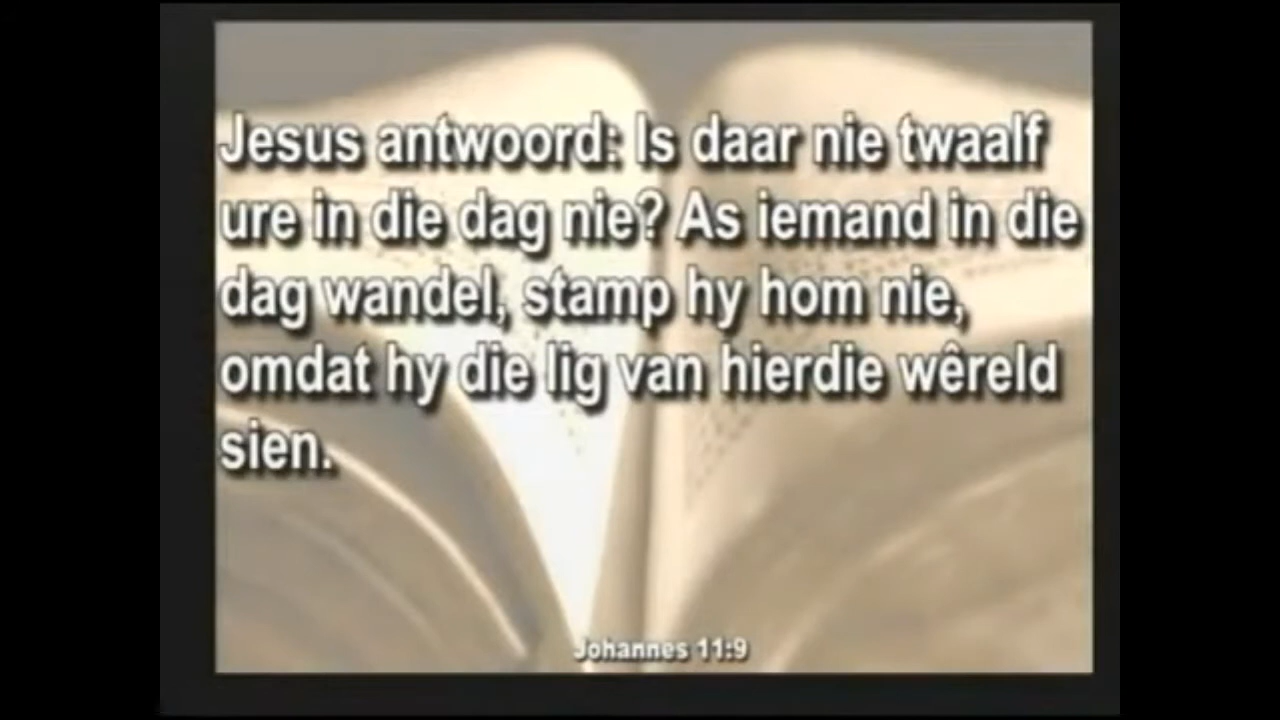 Jesus antwoord: Is daar nie twaalf
ure in die dag nie? As iemand in die
dag wandel, stamp hy hom nie,
omdat hy die lig van hierdie wêreld
sien.
Johannes 11:9